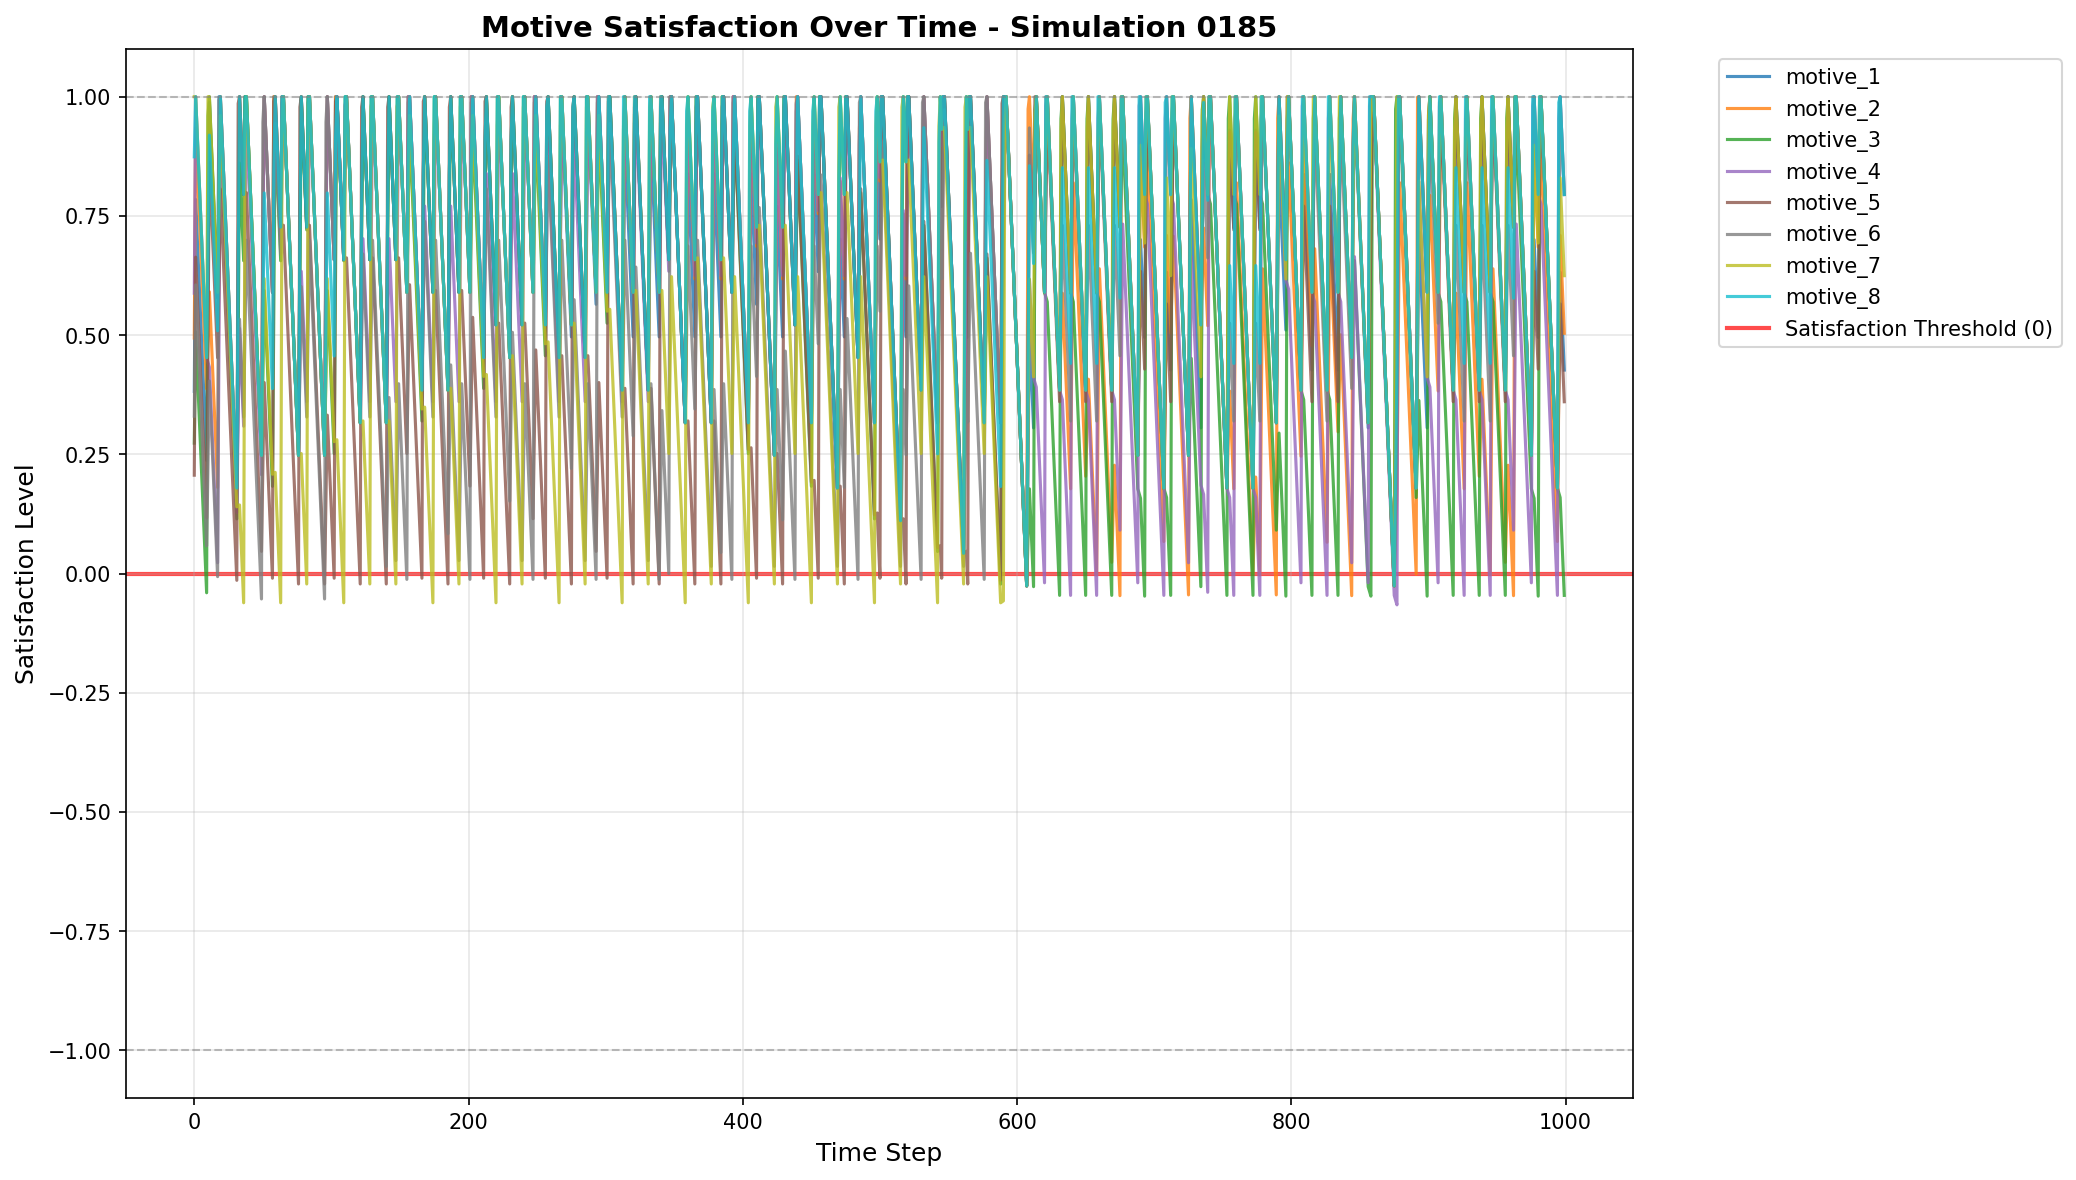 Motive Satisfaction Over Time - Simulation 0185
1.00
0.75
0.50
0.25
0.00
−0.25
−0.50
−0.75
−1.00
Satisfaction Level
0
200
400
600
800
1000
Time Step
motive_1
motive_2
motive_3
motive_4
motive_5
motive_6
motive_7
motive_8
Satisfaction Threshold (0)